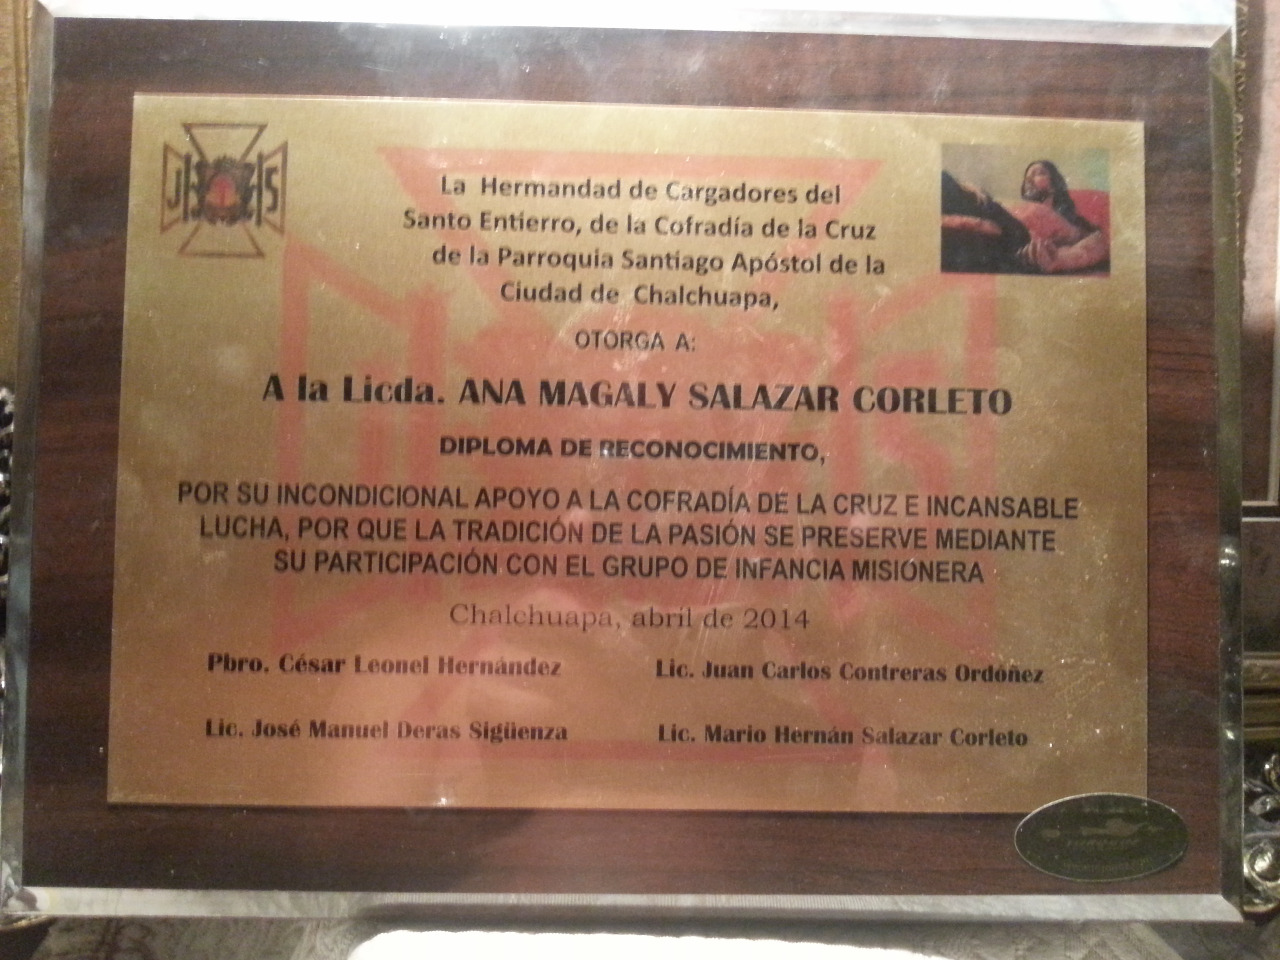 JHS
La Hermandad de Cargadores del
Santo Entierro, de la Cofradía de la Cruz
de la Parroquia Santiago Apóstol de la
Ciudad de Chalchuapa,
OTORGA A:
A la Licda. ANA MAGALY SALAZAR CORLETO
DIPLOMA DE RECONOCIMIENTO,
POR SU INCONDICIONAL APOYO A LA COFRADÍA DE LA CRUZ E INCANSABLE
LUCHA, POR QUE LA TRADICIÓN DE LA PASIÓN SE PRESERVE MEDIANTE
SU PARTICIPACIÓN CON EL GRUPO DE INFANCIA MISIONERA
Chalchuapa, abril de 2014
Pbro. César Leonel Hernández
Lic. Juan Carlos Contreras Ordóñez
Lic. José Manuel Deras Sigüenza
Lic. Mario Hernán Salazar Corleto